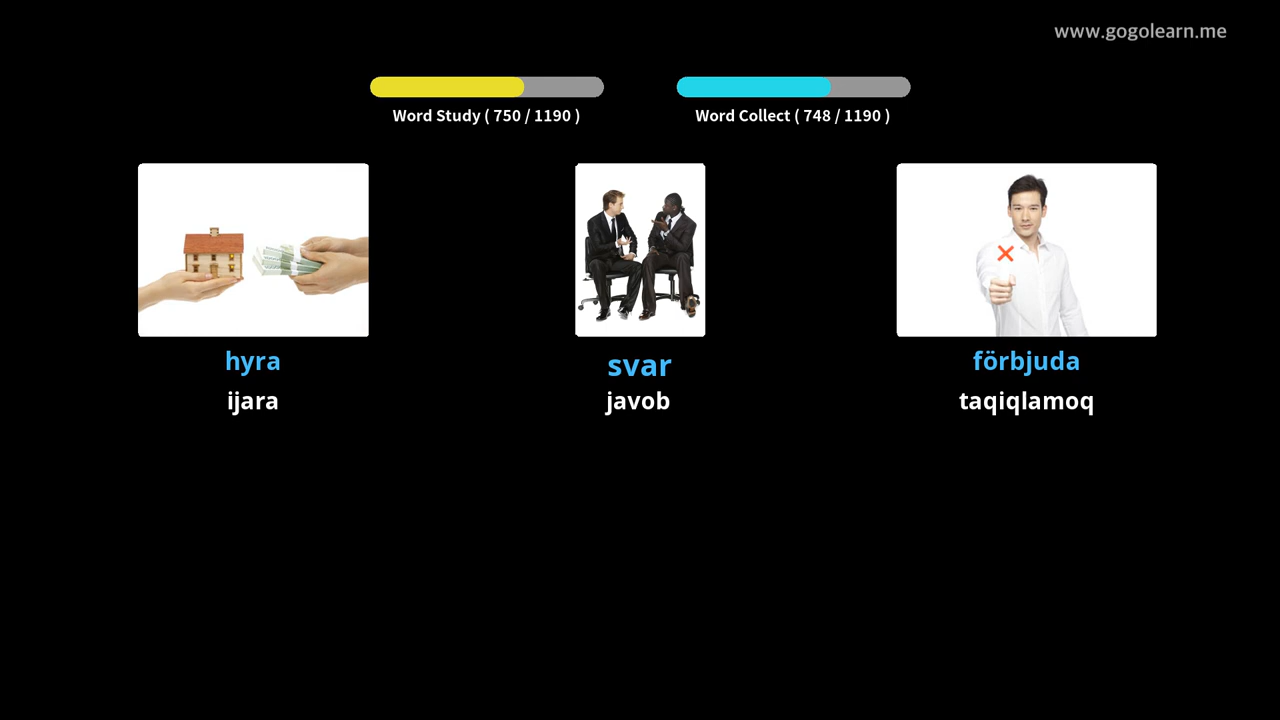 www.gogolearn.me
Word Study ( 750 / 1190 )
Word Collect ( 748 / 1190 )
hyra
ijara
svar
javob
förbjuda
taqiqlamoq